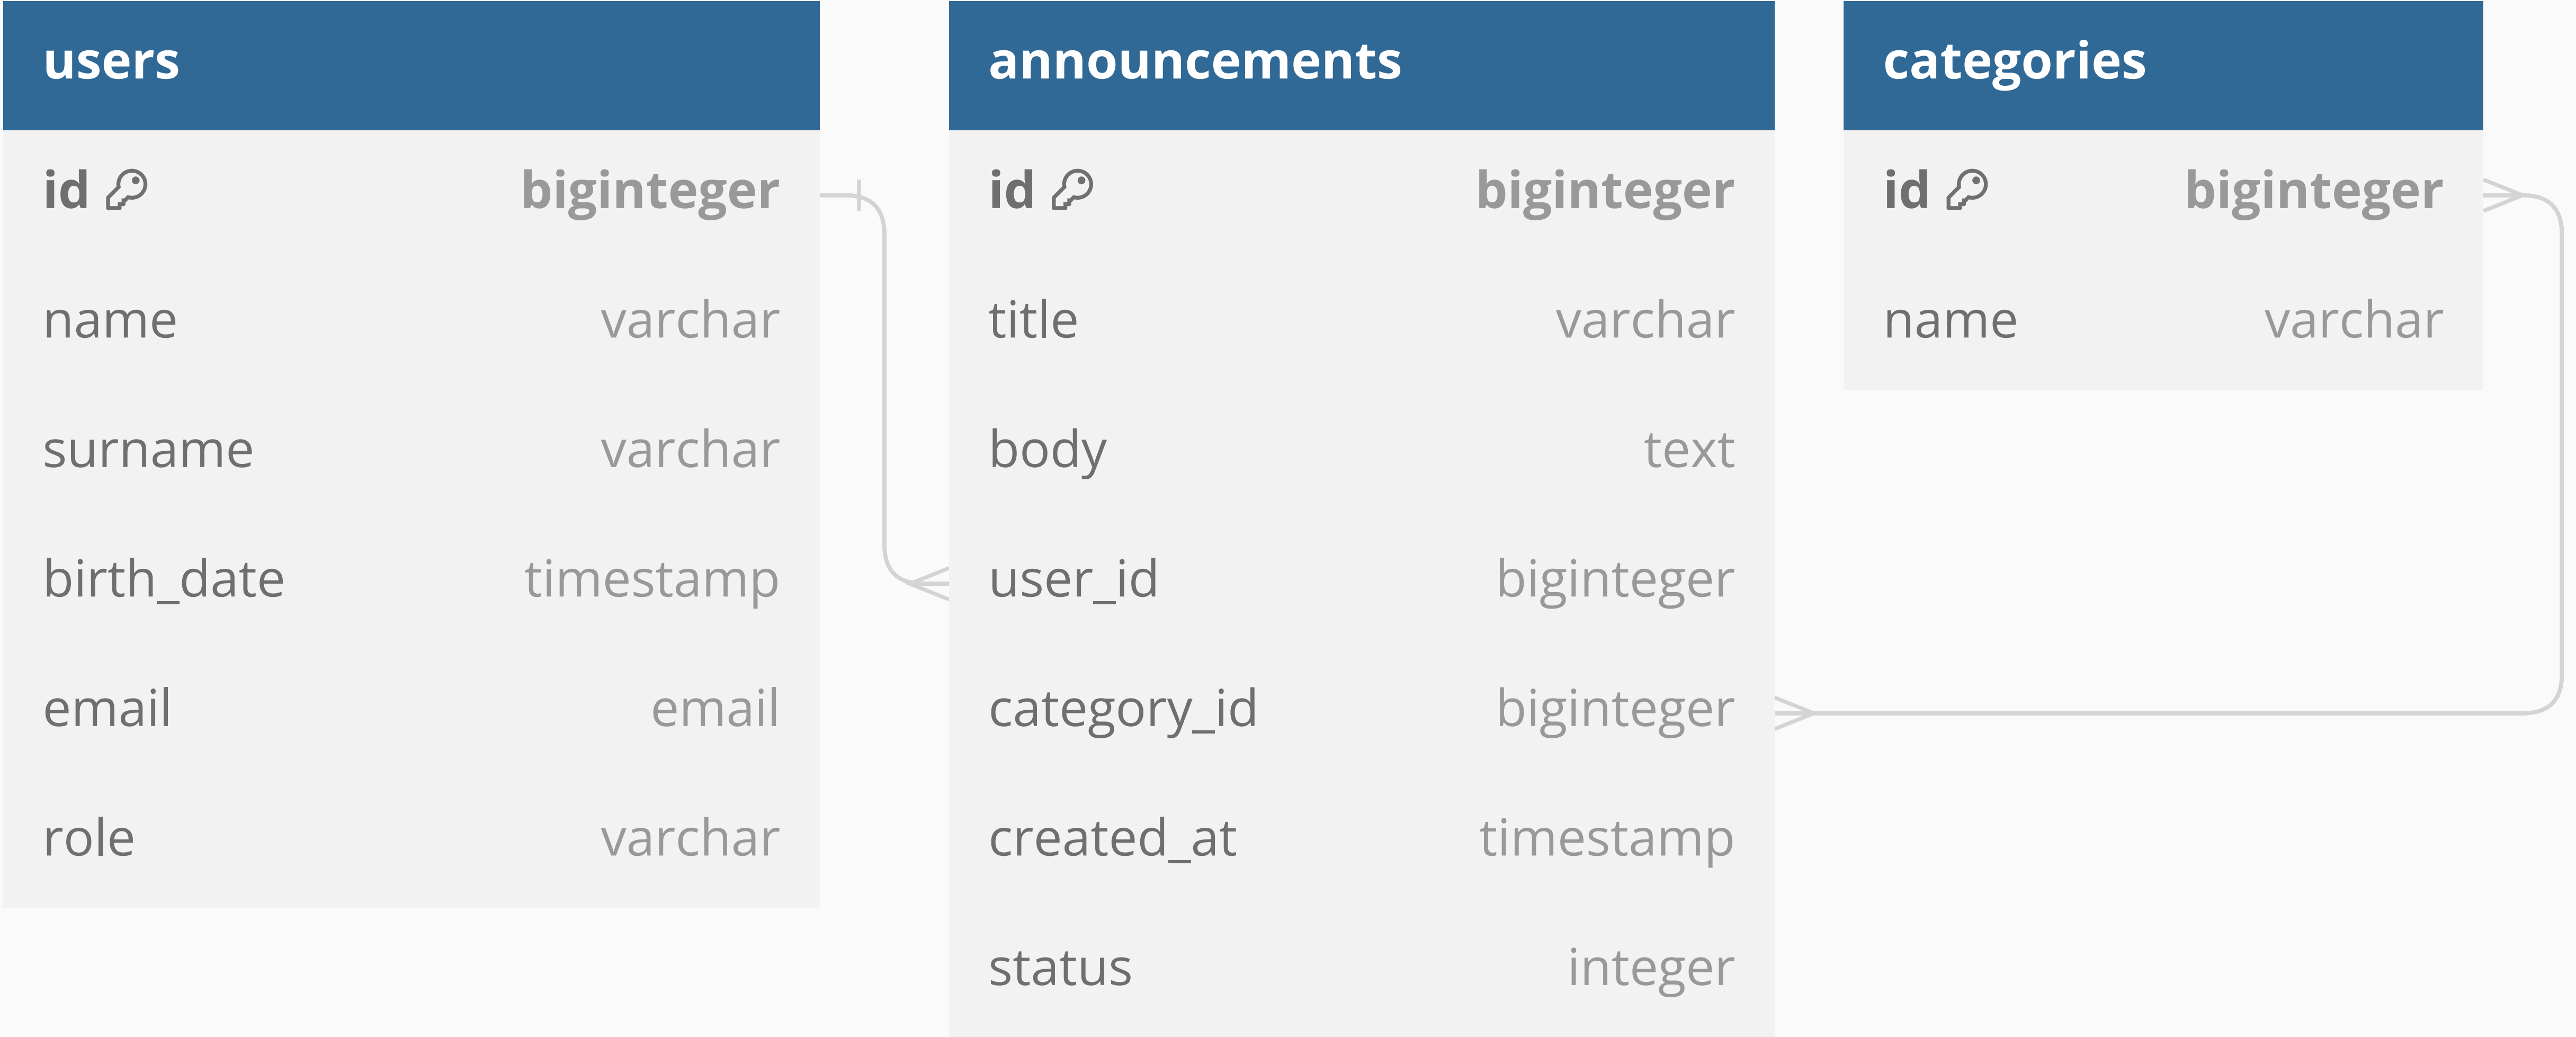 users
id biginteger
name varchar
surname varchar
birth_date timestamp
email email
role varchar
announcements
id biginteger
title varchar
body text
user_id biginteger
category_id biginteger
created_at timestamp
status integer
categories
id biginteger
name varchar